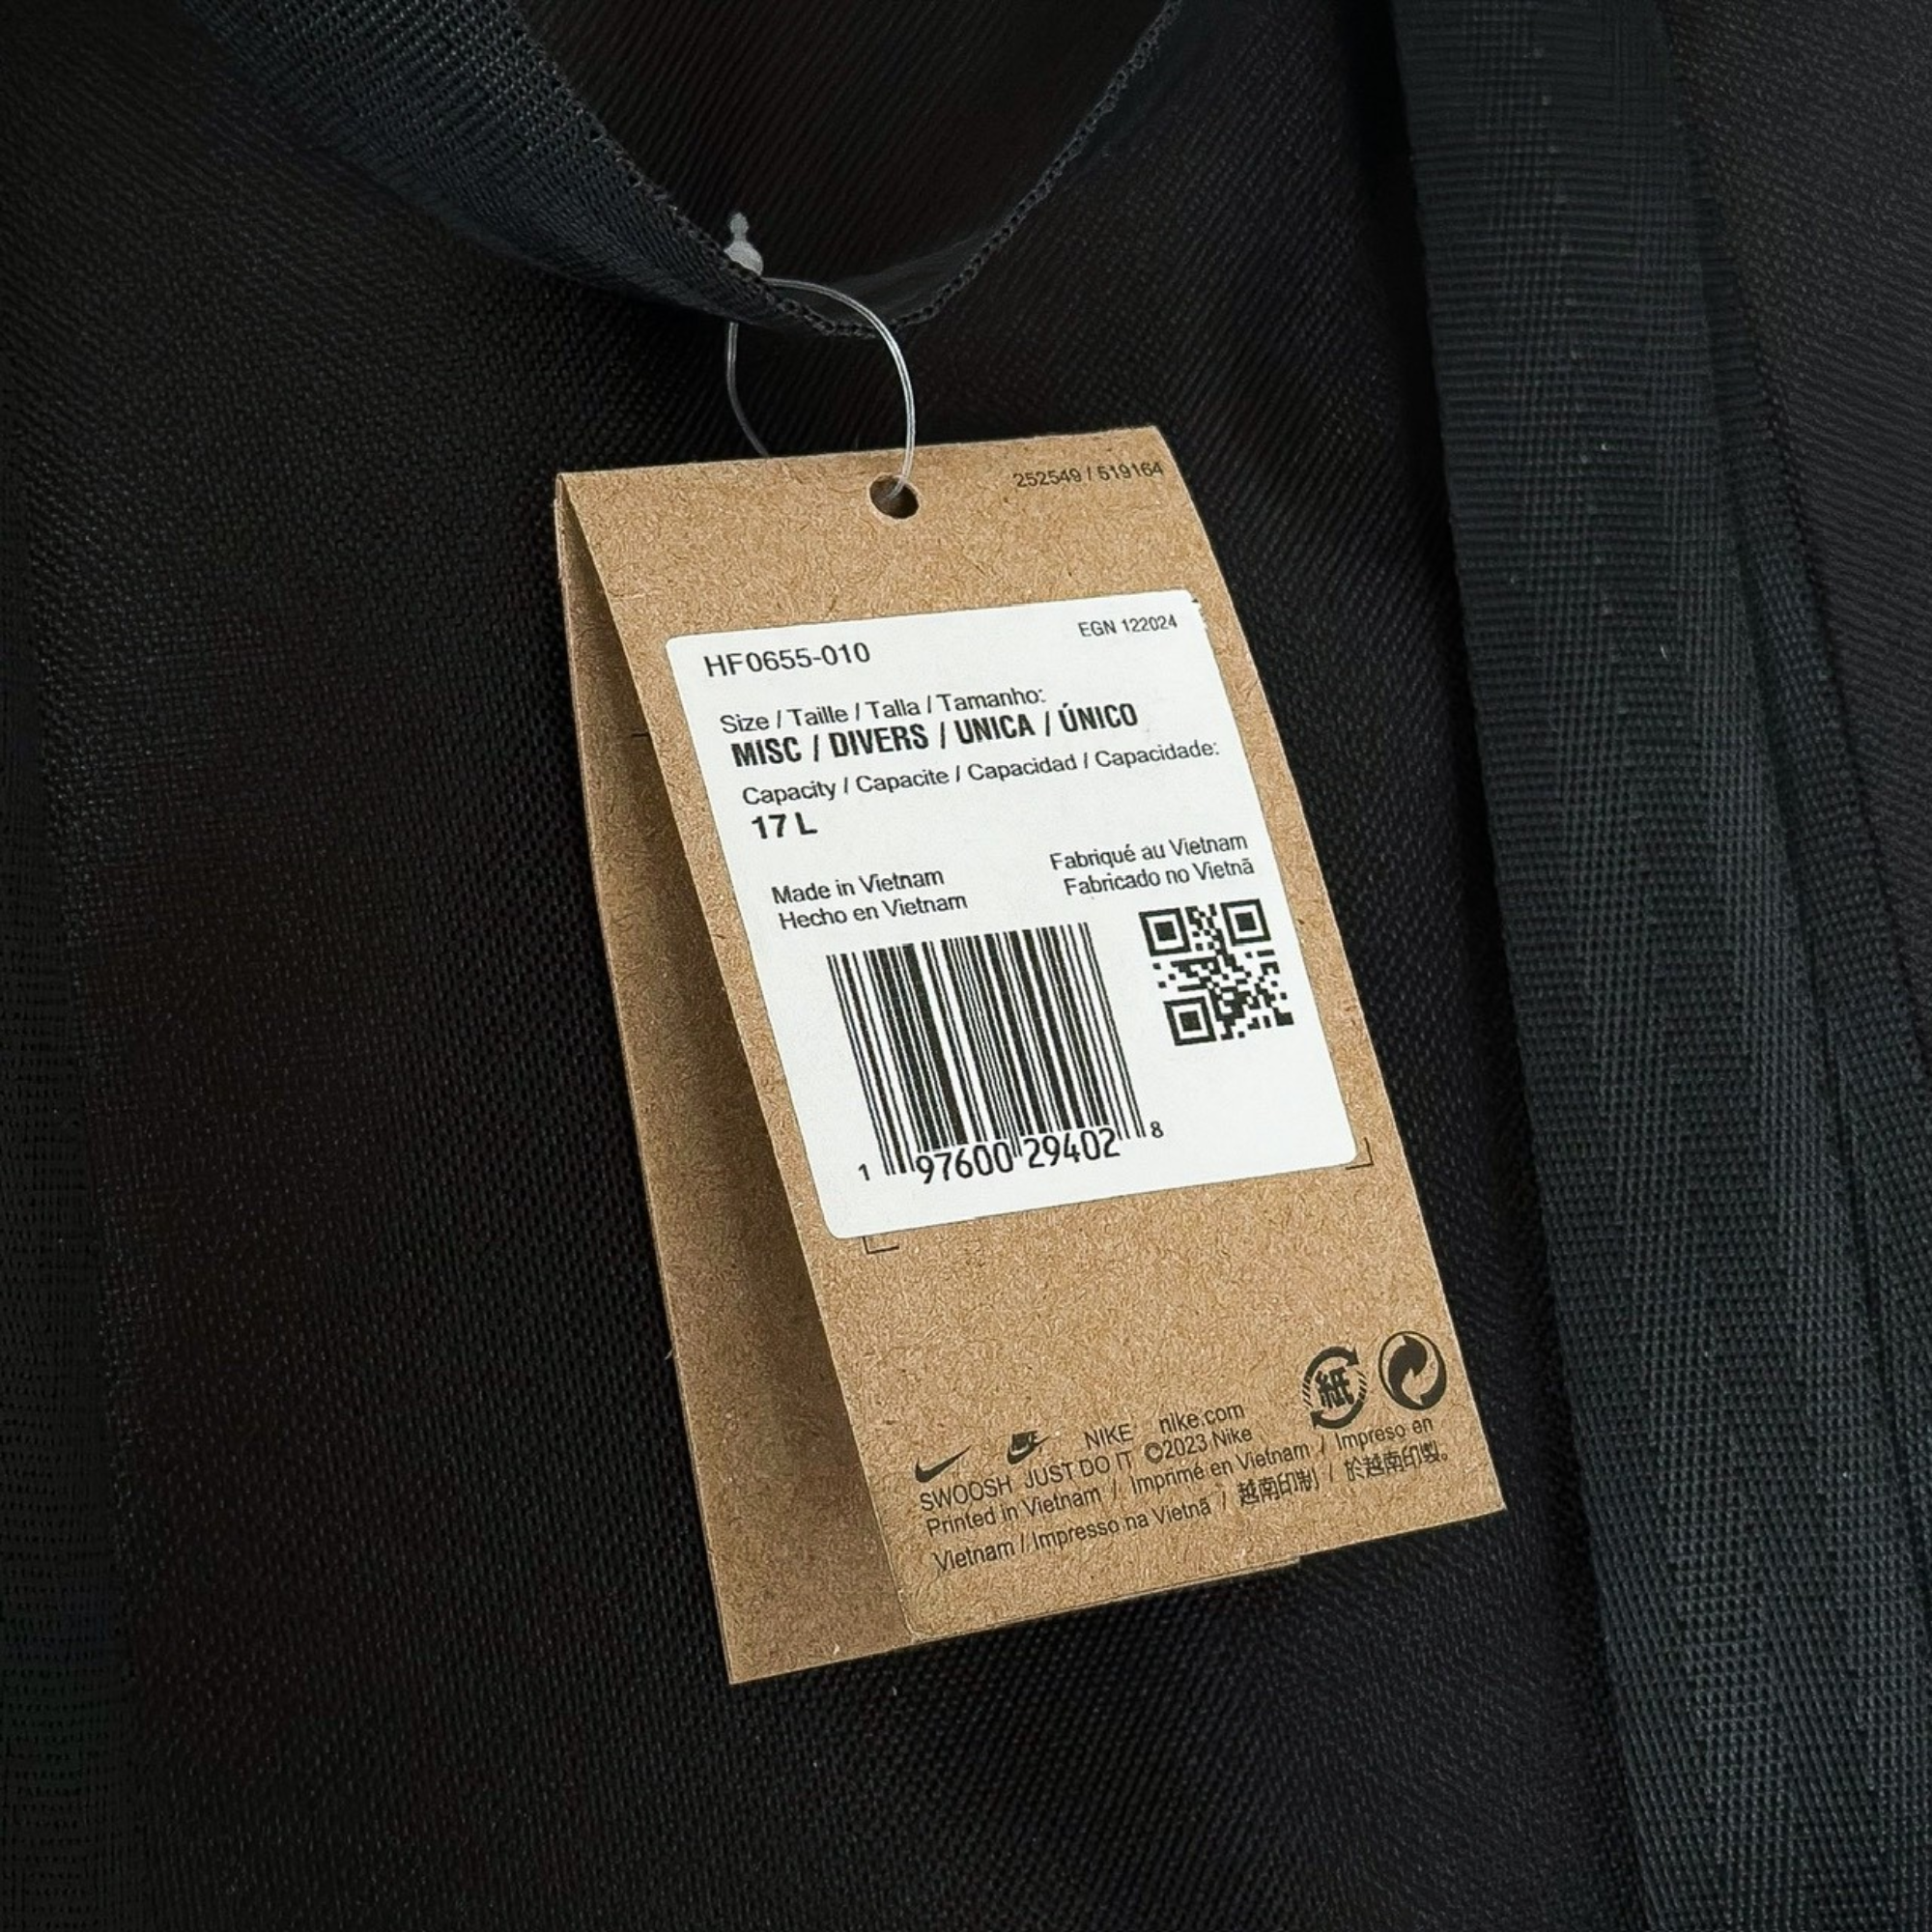 252549 / 519164
EGN 122024
HF0655-010
Size / Taille / Talla / Tamanho:
MISC / DIVERS / UNICA / ÚNICO
Capacity / Capacite / Capacidad / Capacidade:
17 L
Made in Vietnam
Hecho en Vietnam
Fabriqué au Vietnam
Fabricado no Vietnã
1 97600 29402 8
紙
NIKE nike.com
SWOOSH JUST DO IT ©2023 Nike
Printed in Vietnam / Imprimé en Vietnam / Impreso en
Vietnam / Impresso na Vietnã / 越南印制 / 於越南印製。